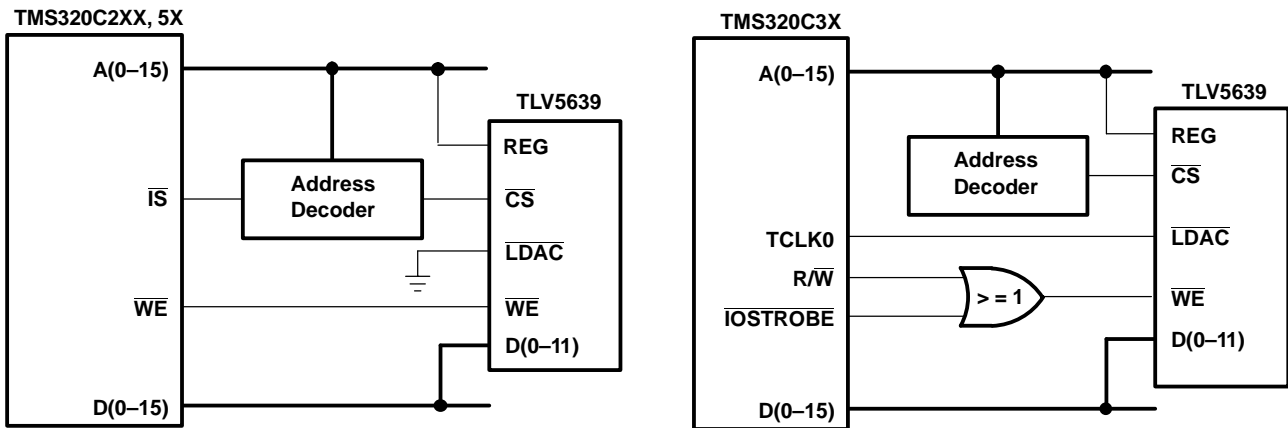 TMS320C2XX, 5X
A(0–15)
TLV5639
REG
Address
Decoder
IS
CS
LDAC
WE
WE
D(0–11)
D(0–15)
TMS320C3X
A(0–15)
TLV5639
REG
Address
Decoder
CS
TCLK0
LDAC
R/W
> = 1
WE
IOSTROBE
D(0–11)
D(0–15)